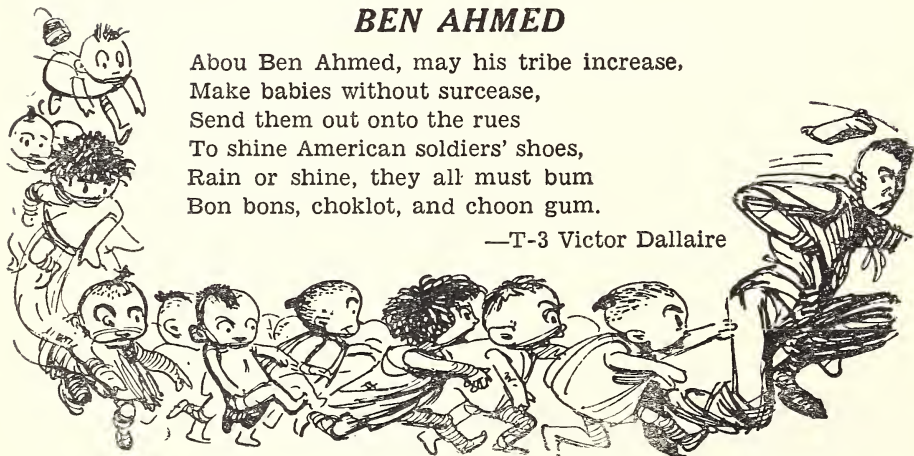 BEN AHMED
Abou Ben Ahmed, may his tribe increase,
Make babies without surcease,
Send them out onto the rues
To shine American soldiers' shoes,
Rain or shine, they all must bum
Bon bons, choklot, and choon gum.
—T-3 Victor Dallaire